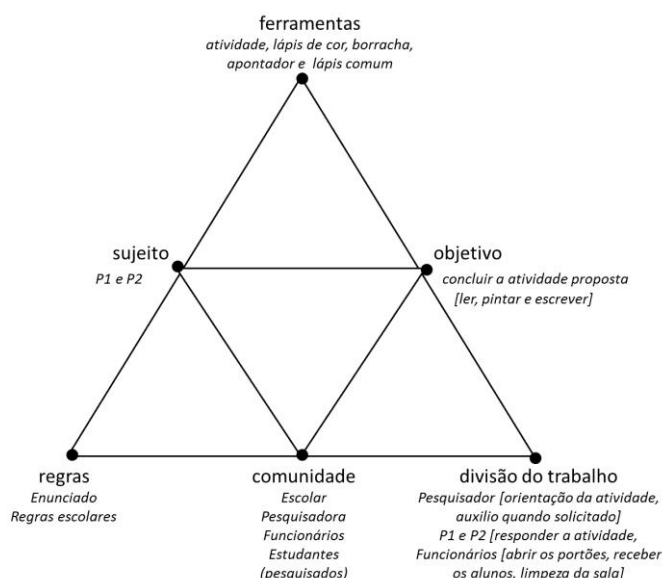 ferramentas
atividade, lápis de cor, borracha,
apontador e lápis comum
sujeito
P1 e P2
objetivo
concluir a atividade proposta
[ler, pintar e escrever]
regras
Enunciado
Regras escolares
comunidade
Escolar
Pesquisadora
Funcionários
Estudantes
(pesquisados)
divisão do trabalho
Pesquisador [orientação da atividade,
auxilio quando solicitado]
P1 e P2 [responder a atividade,
Funcionários [abrir os portões, receber
os alunos, limpeza da sala]